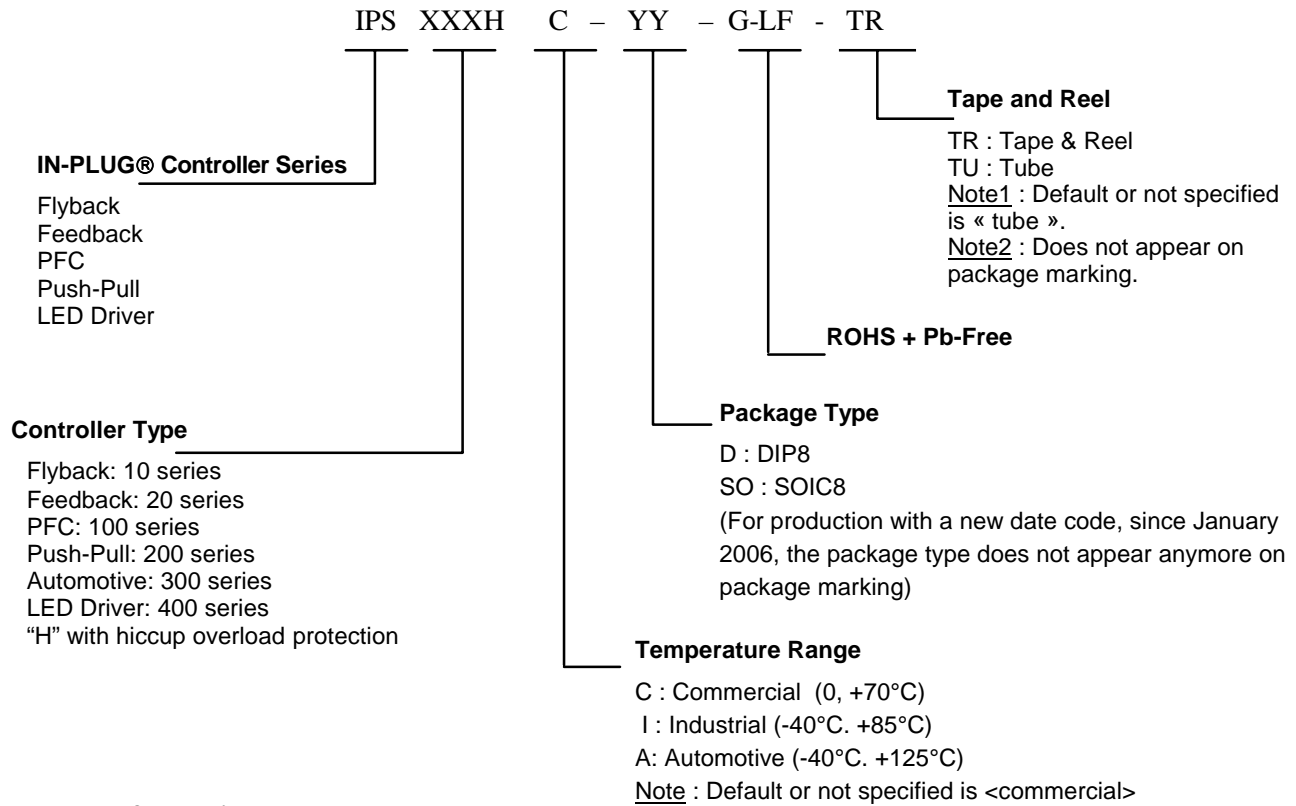 IPS XXXH C – YY – G-LF - TR
Tape and Reel
TR : Tape & Reel
TU : Tube
Note1 : Default or not specified
is « tube ».
Note2 : Does not appear on
package marking.
IN-PLUG® Controller Series
Flyback
Feedback
PFC
Push-Pull
LED Driver
ROHS + Pb-Free
Package Type
D : DIP8
SO : SOIC8
(For production with a new date code, since January
2006, the package type does not appear anymore on
package marking)
Controller Type
Flyback: 10 series
Feedback: 20 series
PFC: 100 series
Push-Pull: 200 series
Automotive: 300 series
LED Driver: 400 series
“H” with hiccup overload protection
Temperature Range
C : Commercial (0, +70°C)
I : Industrial (-40°C. +85°C)
A: Automotive (-40°C. +125°C)
Note : Default or not specified is <commercial>